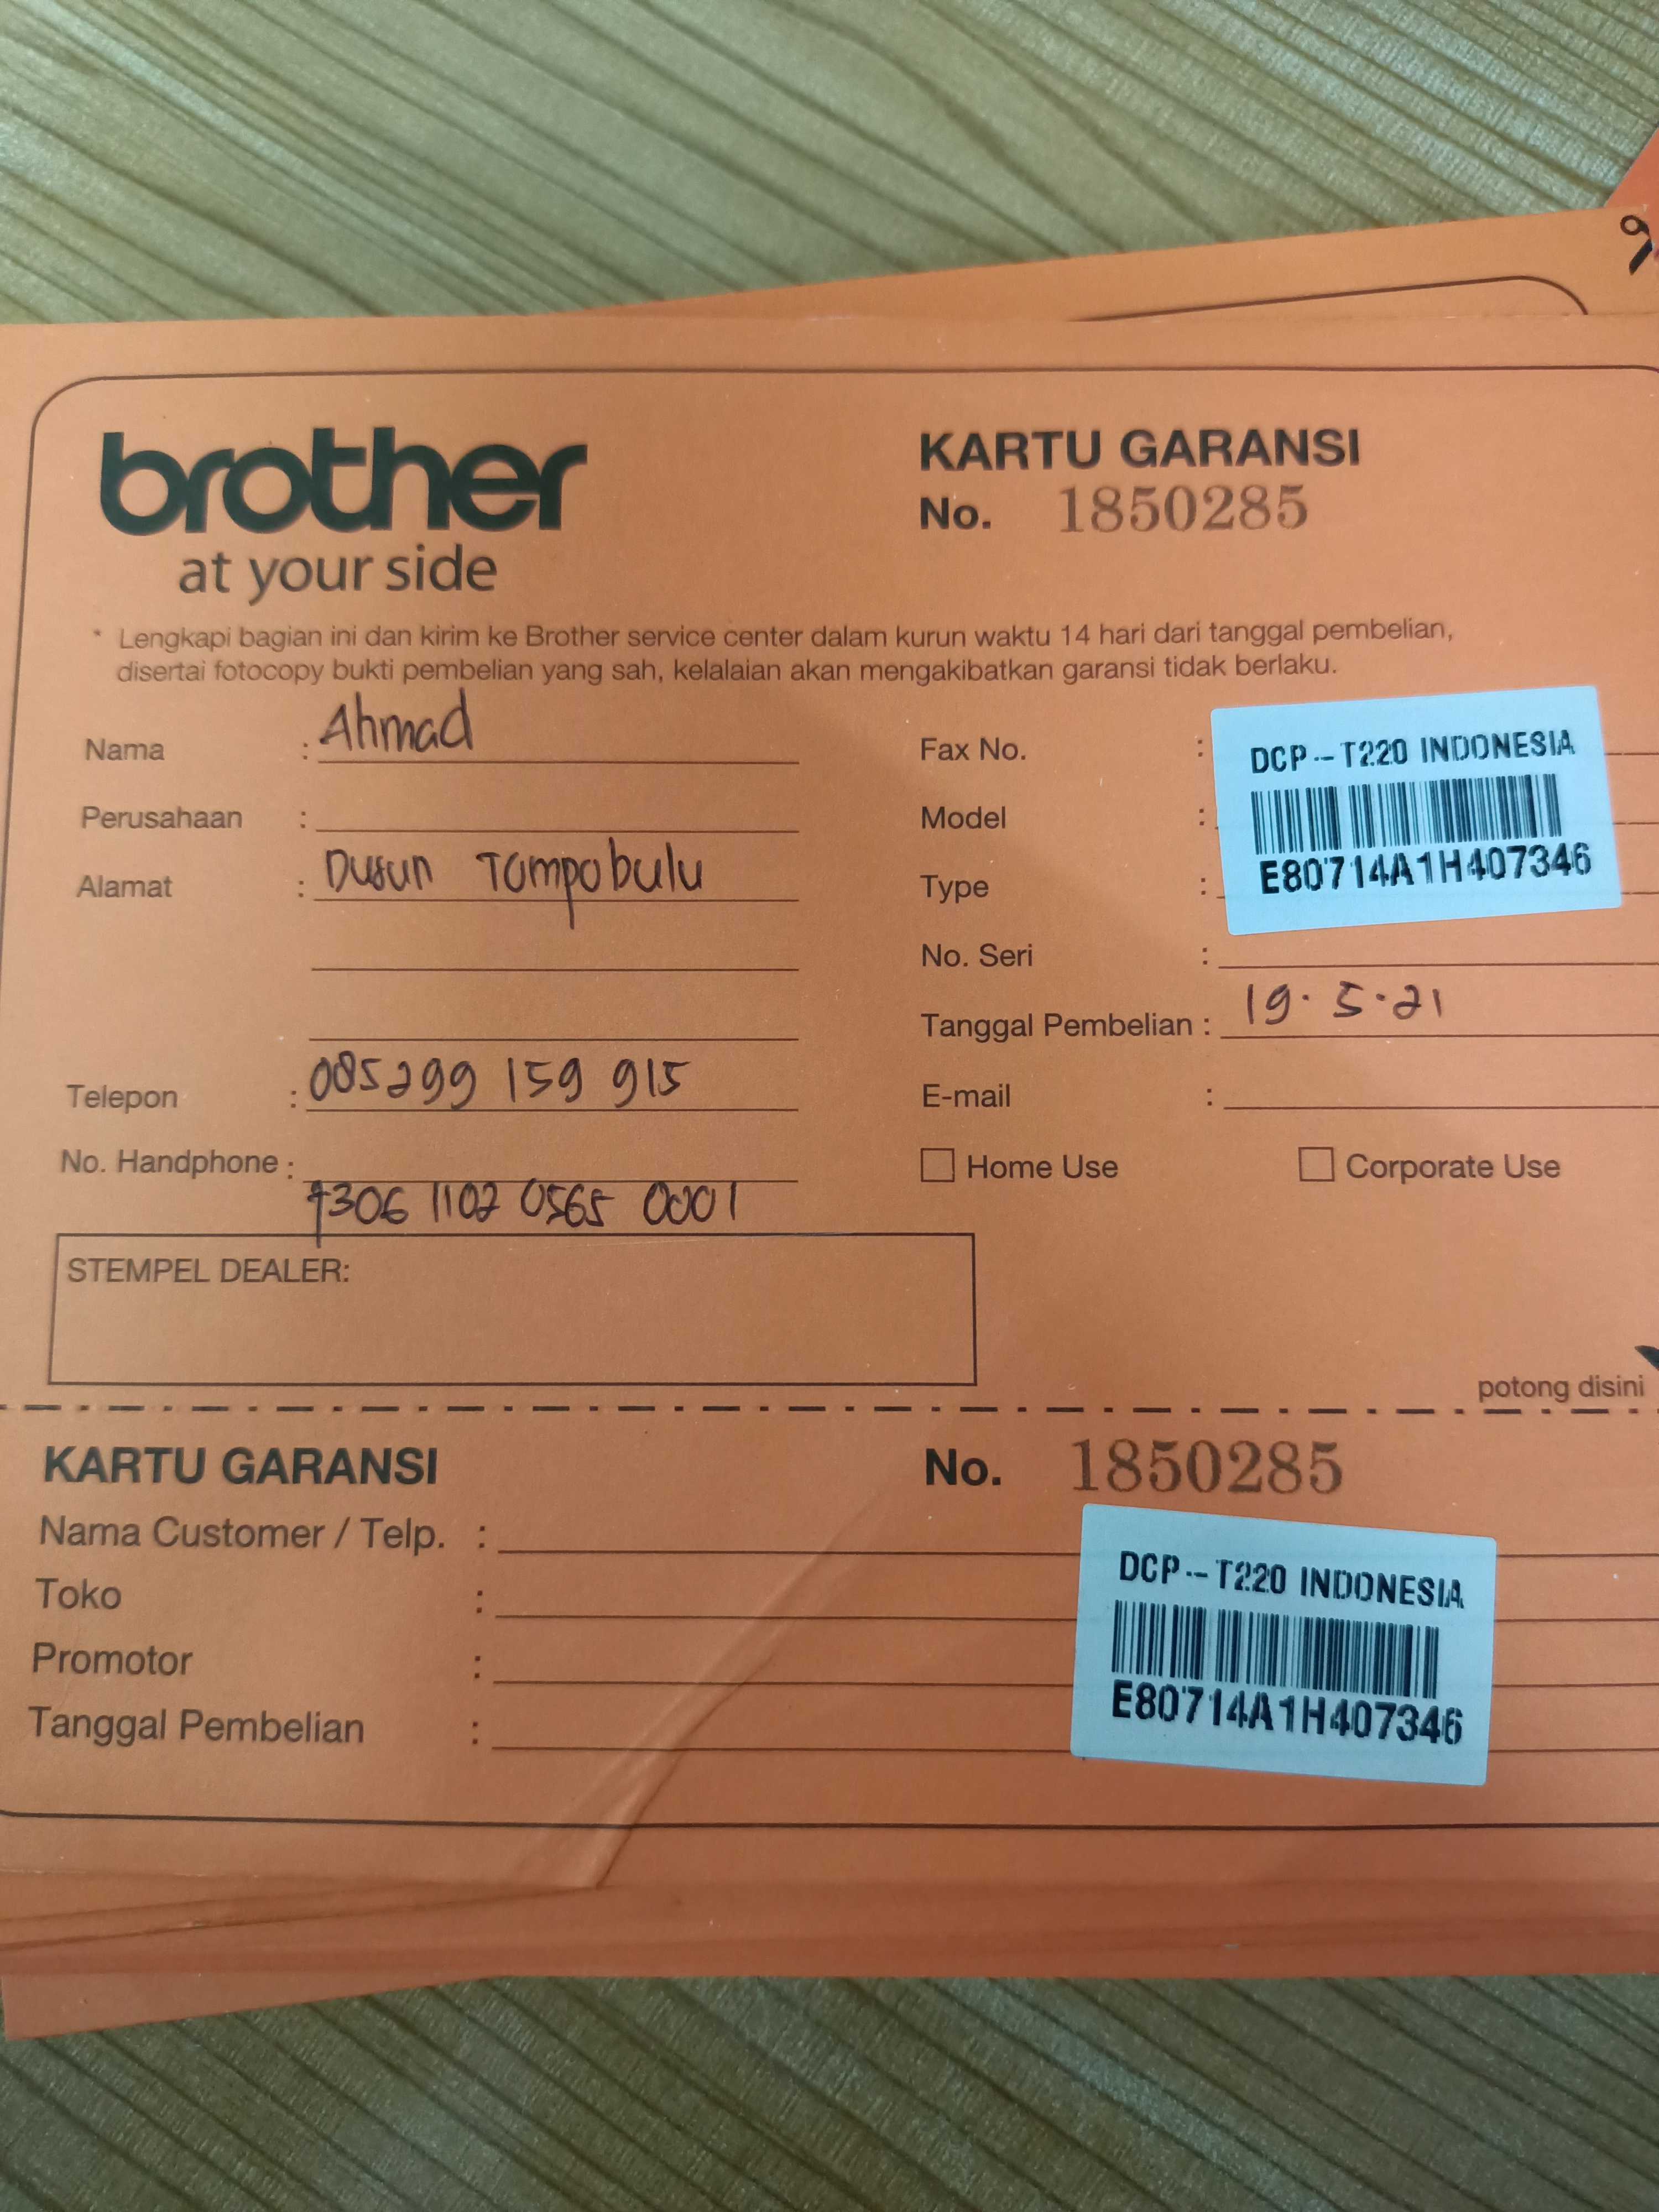 brother
at your side
KARTU GARANSI
No. 1850285
* Lengkapi bagian ini dan kirim ke Brother service center dalam kurun waktu 14 hari dari tanggal pembelian,
disertai fotocopy bukti pembelian yang sah, kelalaian akan mengakibatkan garansi tidak berlaku.
Nama : Ahmad
Perusahaan :
Alamat : Dusun Tompobulu
Telepon : 085299 159 915
No. Handphone :
7306 1102 0565 0001
Fax No. :
Model :
Type :
DCP-T220 INDONESIA
E80714A1H407346
No. Seri :
Tanggal Pembelian : 19.5.21
E-mail :
Home Use Corporate Use
STEMPEL DEALER:
potong disini
KARTU GARANSI No. 1850285
Nama Customer / Telp. :
Toko :
Promotor :
Tanggal Pembelian :
DCP-T220 INDONESIA
E80714A1H407346